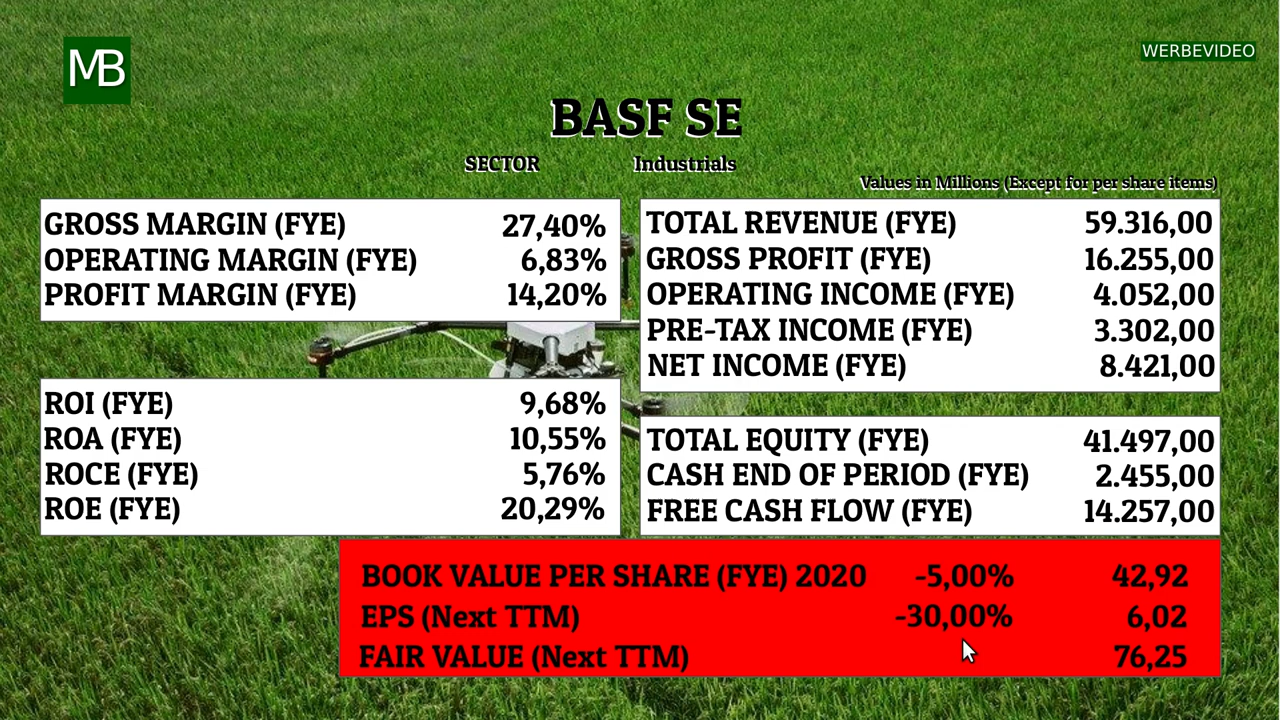 MB
WERBEVIDEO
BASF SE
SECTOR Industrials
Values in Millions (Except for per share items)
GROSS MARGIN (FYE) 27,40%
OPERATING MARGIN (FYE) 6,83%
PROFIT MARGIN (FYE) 14,20%
TOTAL REVENUE (FYE) 59.316,00
GROSS PROFIT (FYE) 16.255,00
OPERATING INCOME (FYE) 4.052,00
PRE-TAX INCOME (FYE) 3.302,00
NET INCOME (FYE) 8.421,00
ROI (FYE) 9,68%
ROA (FYE) 10,55%
ROCE (FYE) 5,76%
ROE (FYE) 20,29%
TOTAL EQUITY (FYE) 41.497,00
CASH END OF PERIOD (FYE) 2.455,00
FREE CASH FLOW (FYE) 14.257,00
BOOK VALUE PER SHARE (FYE) 2020 -5,00% 42,92
EPS (Next TTM) -30,00% 6,02
FAIR VALUE (Next TTM) 76,25